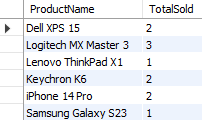 ProductName TotalSold
Dell XPS 15 2
Logitech MX Master 3 3
Lenovo ThinkPad X1 1
Keychron K6 2
iPhone 14 Pro 2
Samsung Galaxy S23 1